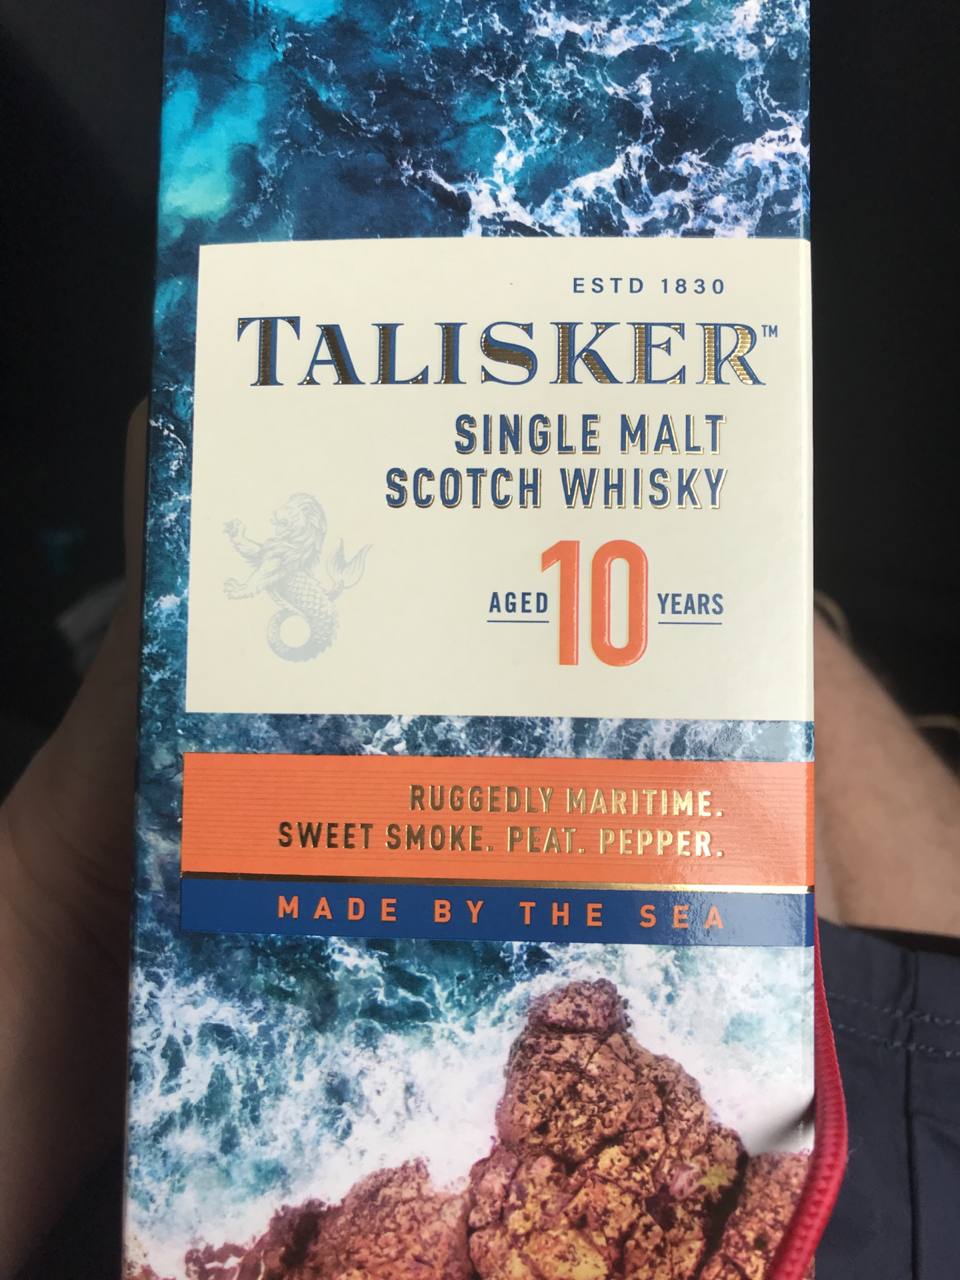 ESTD 1830
TALISKER™
SINGLE MALT
SCOTCH WHISKY
AGED 10 YEARS
RUGGEDLY MARITIME.
SWEET SMOKE. PEAT. PEPPER.
MADE BY THE SEA